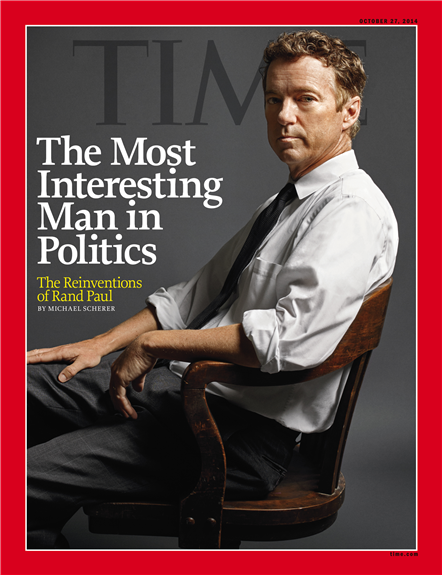 OCTOBER 27, 2014
TIME
The Most
Interesting
Man in
Politics
The Reinventions
of Rand Paul
BY MICHAEL SCHERER
time.com